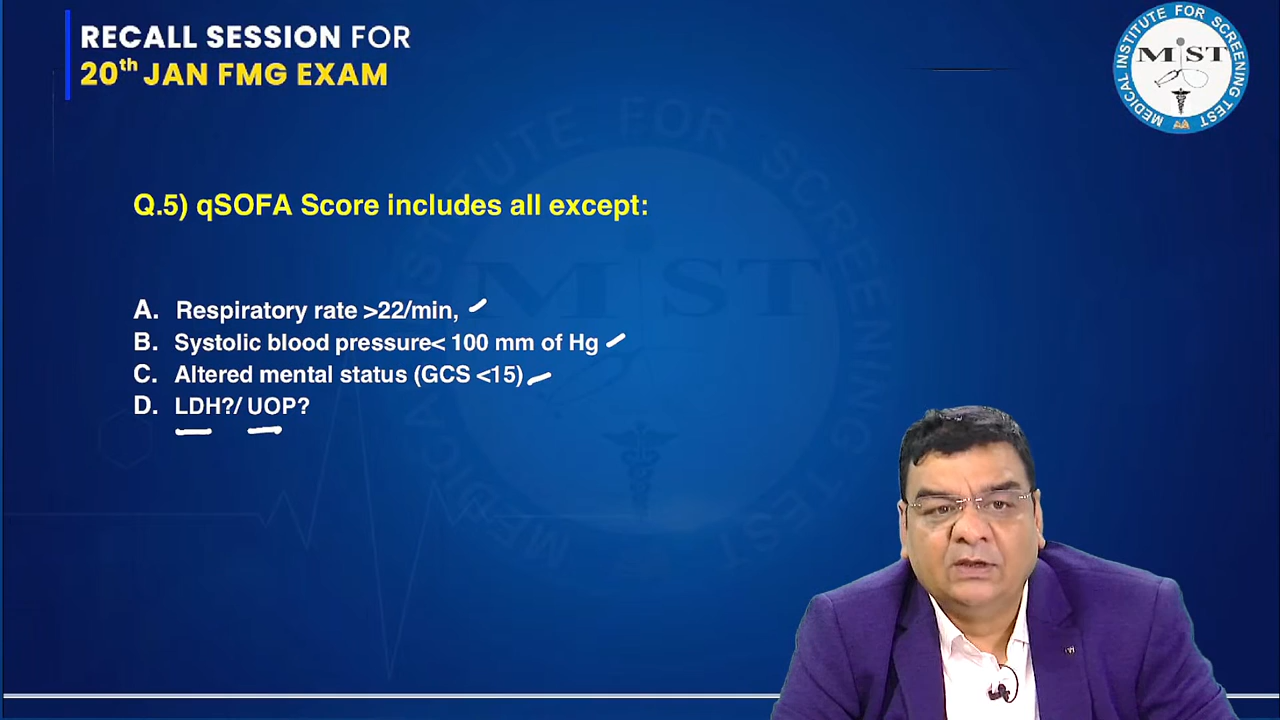 RECALL SESSION FOR
20th JAN FMG EXAM
MEDICAL INSTITUTE FOR SCREENING TEST
MIST
Q.5) qSOFA Score includes all except:
A. Respiratory rate >22/min,
B. Systolic blood pressure< 100 mm of Hg
C. Altered mental status (GCS <15)
D. LDH?/ UOP?